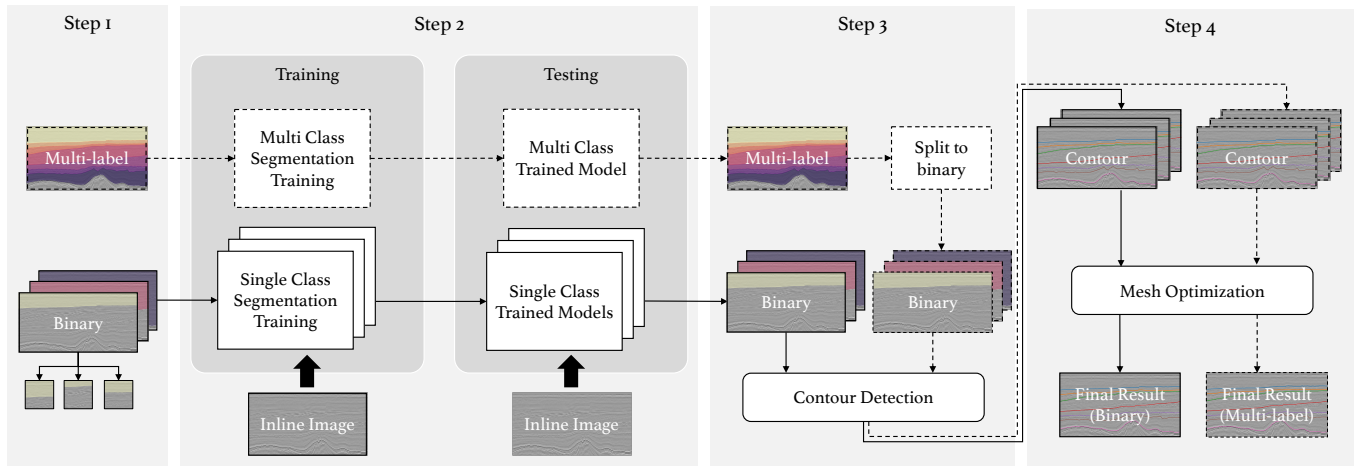 Step 1
Step 2
Step 3
Step 4
Training
Testing
Multi-label
Multi Class
Segmentation
Training
Multi Class
Trained Model
Multi-label
Split to
binary
Contour
Contour
Binary
Single Class
Segmentation
Training
Single Class
Trained Models
Binary
Binary
Mesh Optimization
Inline Image
Inline Image
Contour Detection
Final Result
(Binary)
Final Result
(Multi-label)